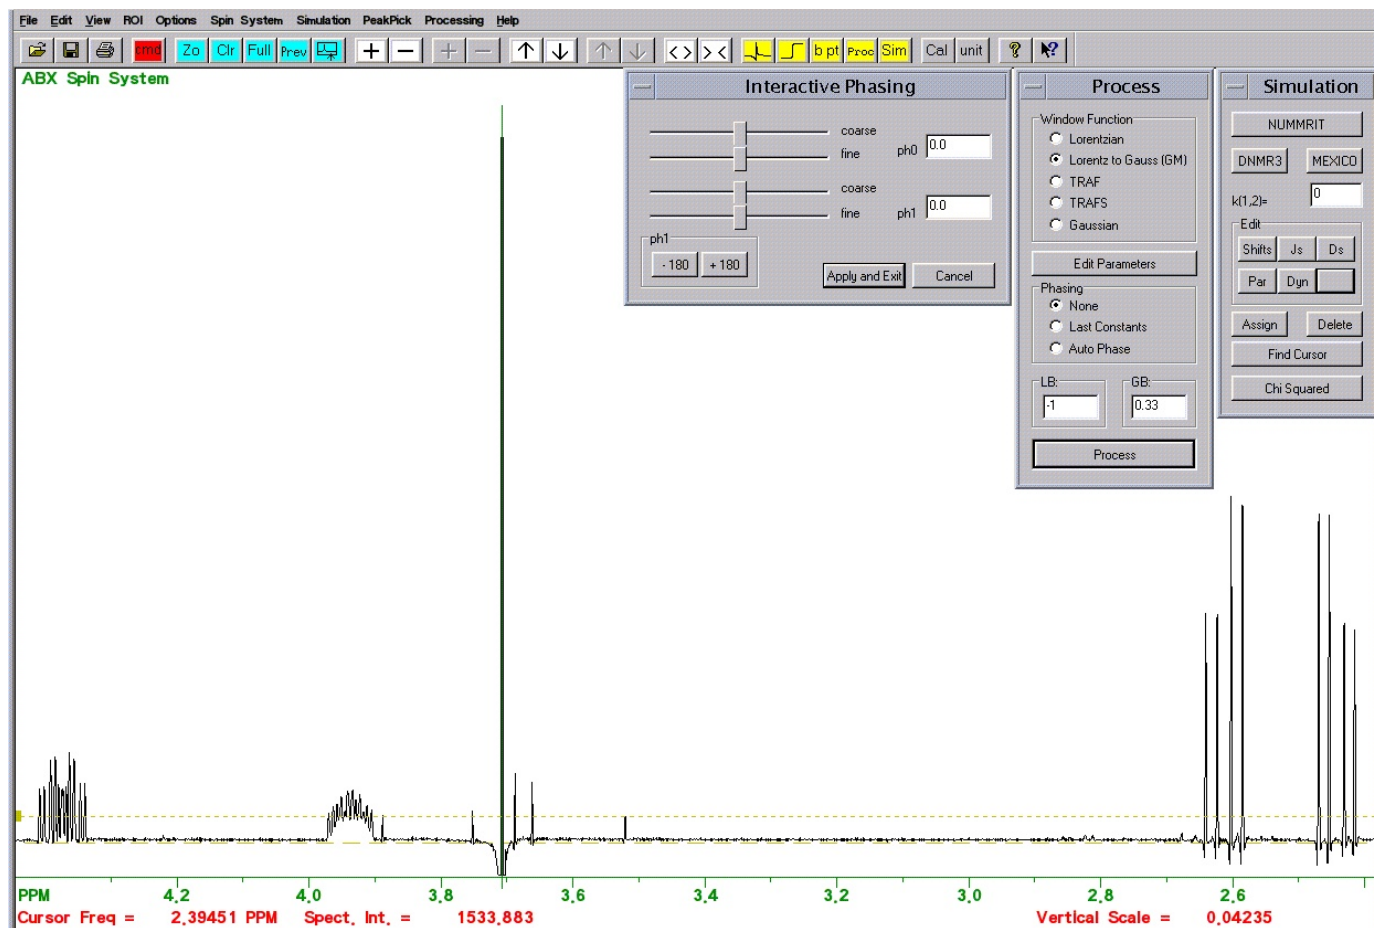 File Edit View ROI Options Spin System Simulation PeakPick Processing Help
cmd Zo Clr Full Prev + − + − < > > < b pt Proc Sim Cal unit ? ?
ABX Spin System
Interactive Phasing
coarse
fine
ph0 0.0
coarse
fine
ph1 0.0
ph1
- 180 + 180
Apply and Exit Cancel
Process
Window Function
Lorentzian
Lorentz to Gauss (GM)
TRAF
TRAFS
Gaussian
Edit Parameters
Phasing
None
Last Constants
Auto Phase
LB: GB:
-1 0.33
Process
Simulation
NUMMRIT
DNMR3 MEXICO
k(1,2)= 0
Edit
Shifts Js Ds
Par Dyn
Assign Delete
Find Cursor
Chi Squared
PPM 4.2 4.0 3.8 3.6 3.4 3.2 3.0 2.8 2.6
Cursor Freq = 2.39451 PPM Spect. Int. = 1533.883 Vertical Scale = 0.04235